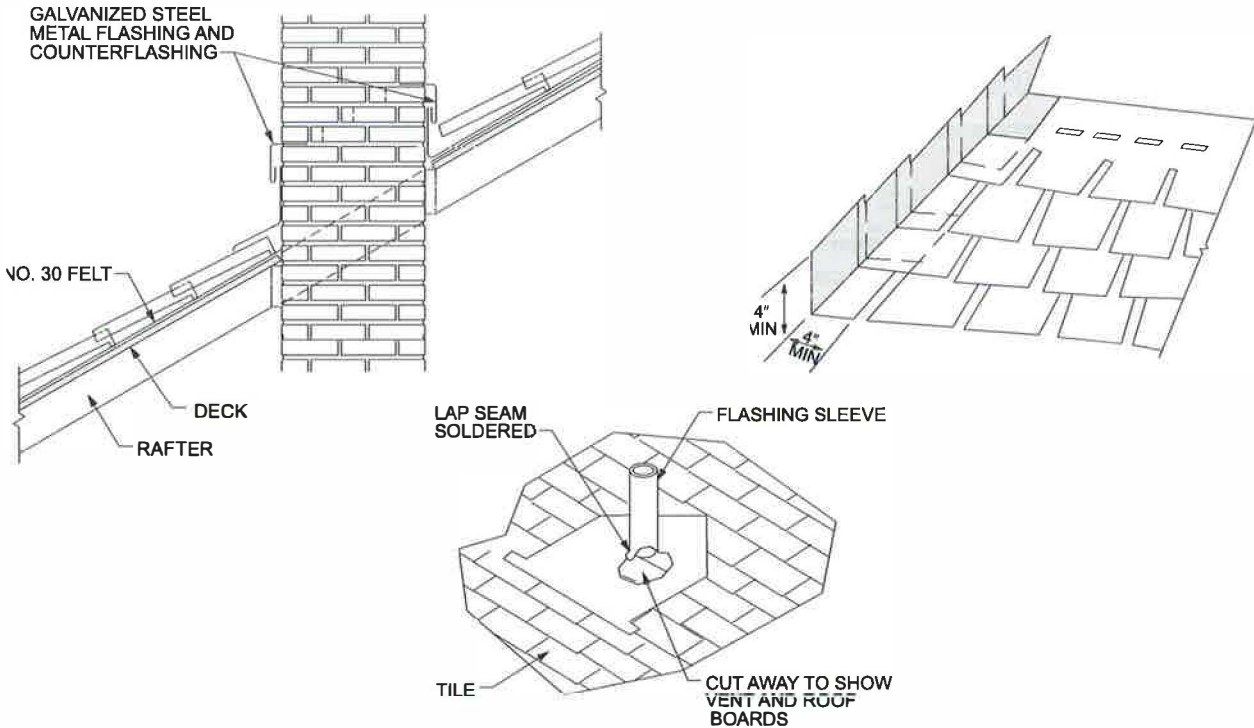 GALVANIZED STEEL
METAL FLASHING AND
COUNTERFLASHING
NO. 30 FELT
DECK
RAFTER
4"
MIN
4"
MIN
LAP SEAM
SOLDERED
FLASHING SLEEVE
TILE
CUT AWAY TO SHOW
VENT AND ROOF
BOARDS